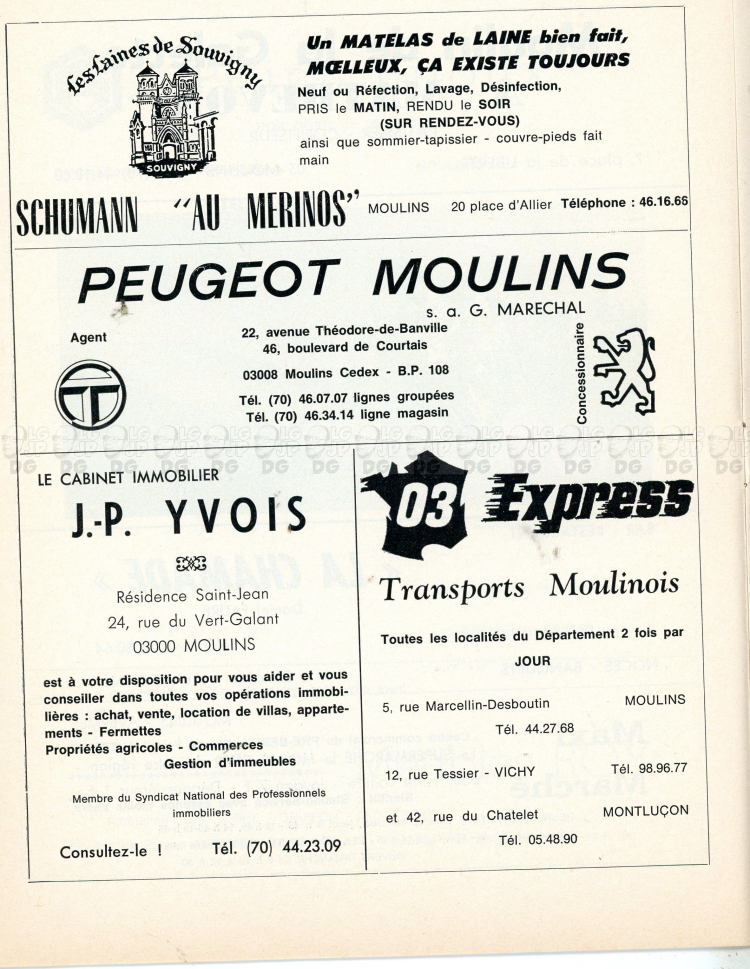 Les Laines de Souvigny
SOUVIGNY
Un MATELAS de LAINE bien fait,
MŒLLEUX, ÇA EXISTE TOUJOURS
Neuf ou Réfection, Lavage, Désinfection,
PRIS le MATIN, RENDU le SOIR
(SUR RENDEZ-VOUS)
ainsi que sommier-tapissier - couvre-pieds fait
main
SCHUMANN "AU MERINOS" MOULINS 20 place d'Allier Téléphone : 46.16.66
PEUGEOT MOULINS
s. a. G. MARECHAL
Agent
22, avenue Théodore-de-Banville
46, boulevard de Courtais
03008 Moulins Cedex - B.P. 108
Tél. (70) 46.07.07 lignes groupées
Tél. (70) 46.34.14 ligne magasin
Concessionnaire
LE CABINET IMMOBILIER
J.-P. YVOIS
Résidence Saint-Jean
24, rue du Vert-Galant
03000 MOULINS
est à votre disposition pour vous aider et vous
conseiller dans toutes vos opérations immobi-
lières : achat, vente, location de villas, apparte-
ments - Fermettes
Propriétés agricoles - Commerces
Gestion d'immeubles
Membre du Syndicat National des Professionnels
immobiliers
Consultez-le ! Tél. (70) 44.23.09
03 Express
Transports Moulinois
Toutes les localités du Département 2 fois par
JOUR
5, rue Marcellin-Desboutin MOULINS
Tél. 44.27.68
12, rue Tessier - VICHY Tél. 98.96.77
et 42, rue du Chatelet MONTLUÇON
Tél. 05.48.90